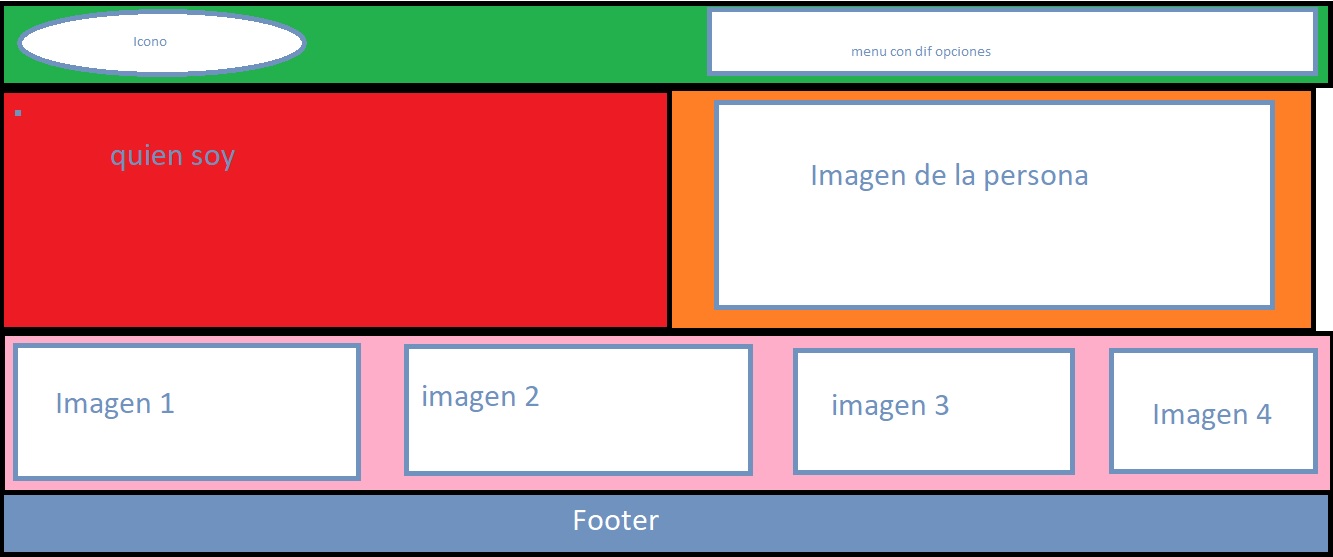 Icono
menu con dif opciones
quien soy
Imagen de la persona
Imagen 1
imagen 2
imagen 3
Imagen 4
Footer